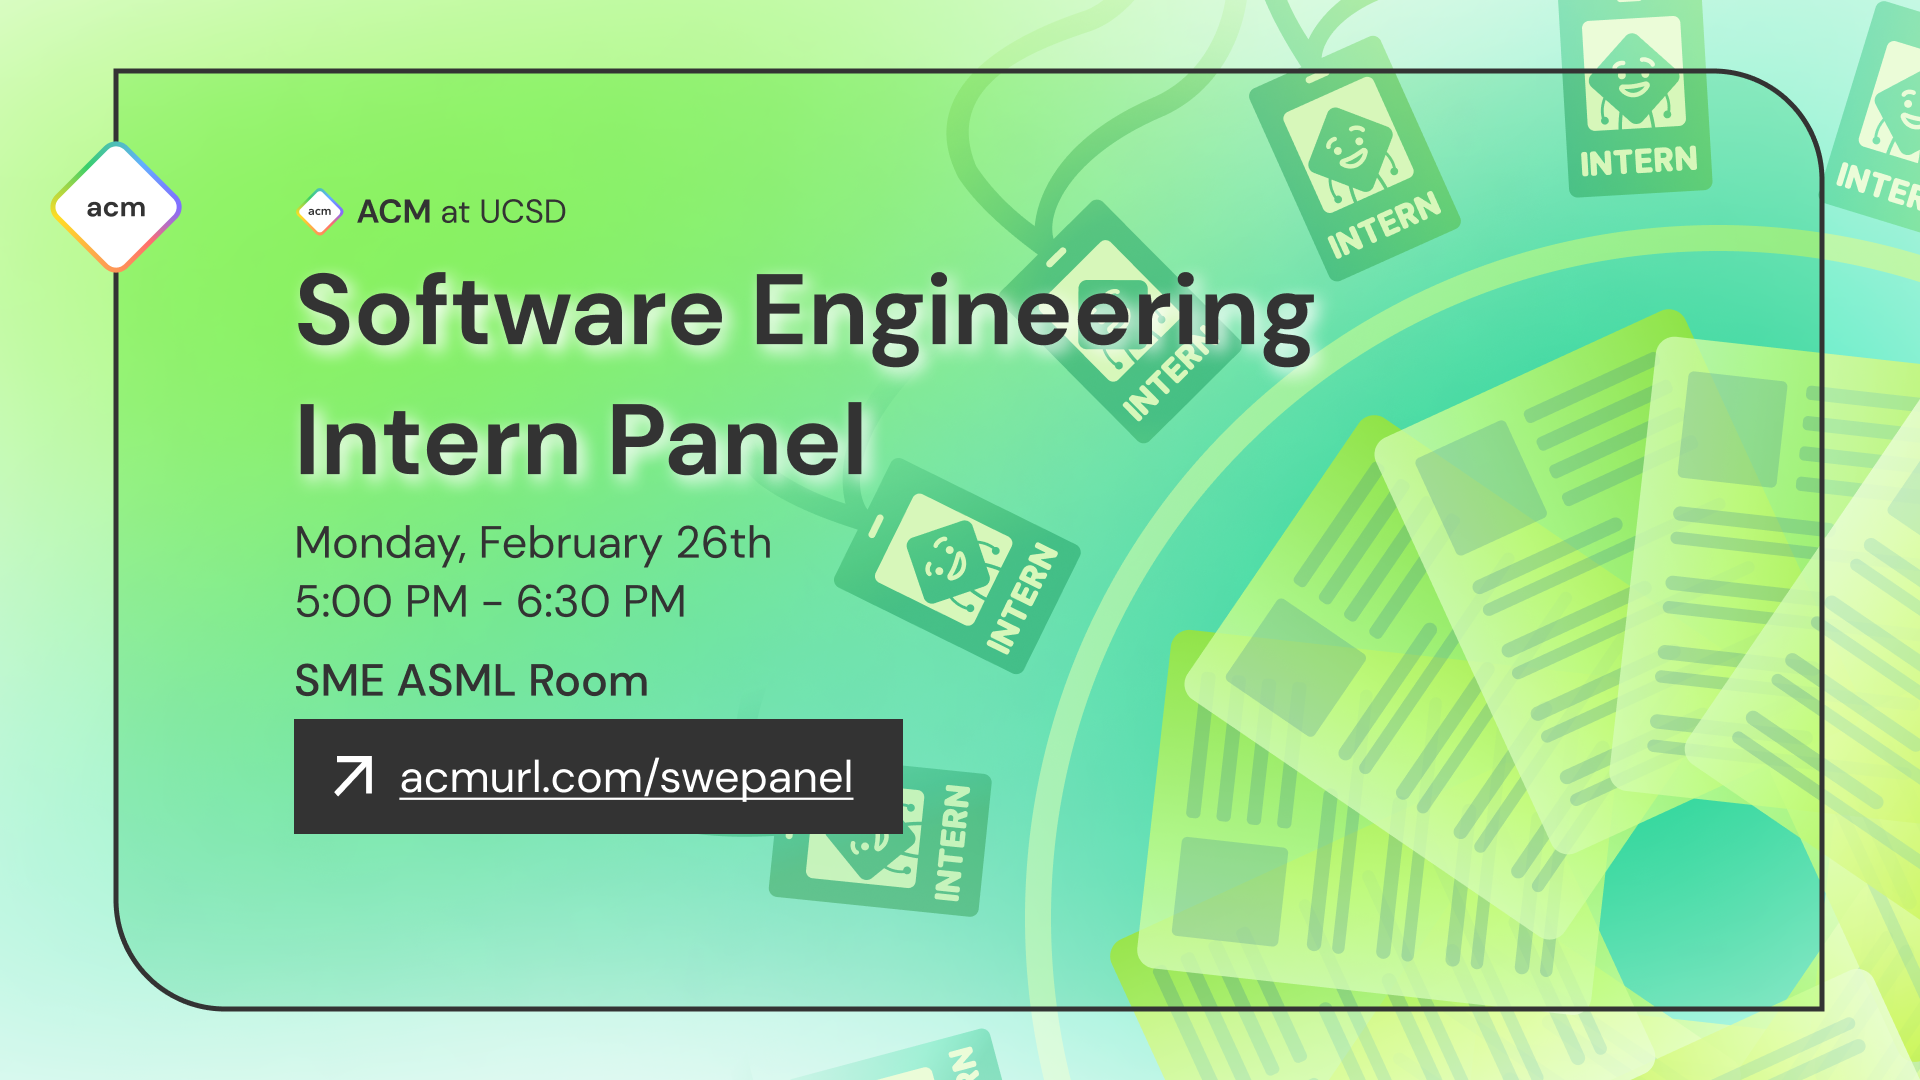 acm
acm ACM at UCSD
Software Engineering
Intern Panel
Monday, February 26th
5:00 PM – 6:30 PM
SME ASML Room
acmurl.com/swepanel
INTERN
INTERN
INTERN
INTERN
INTERN
INTERN